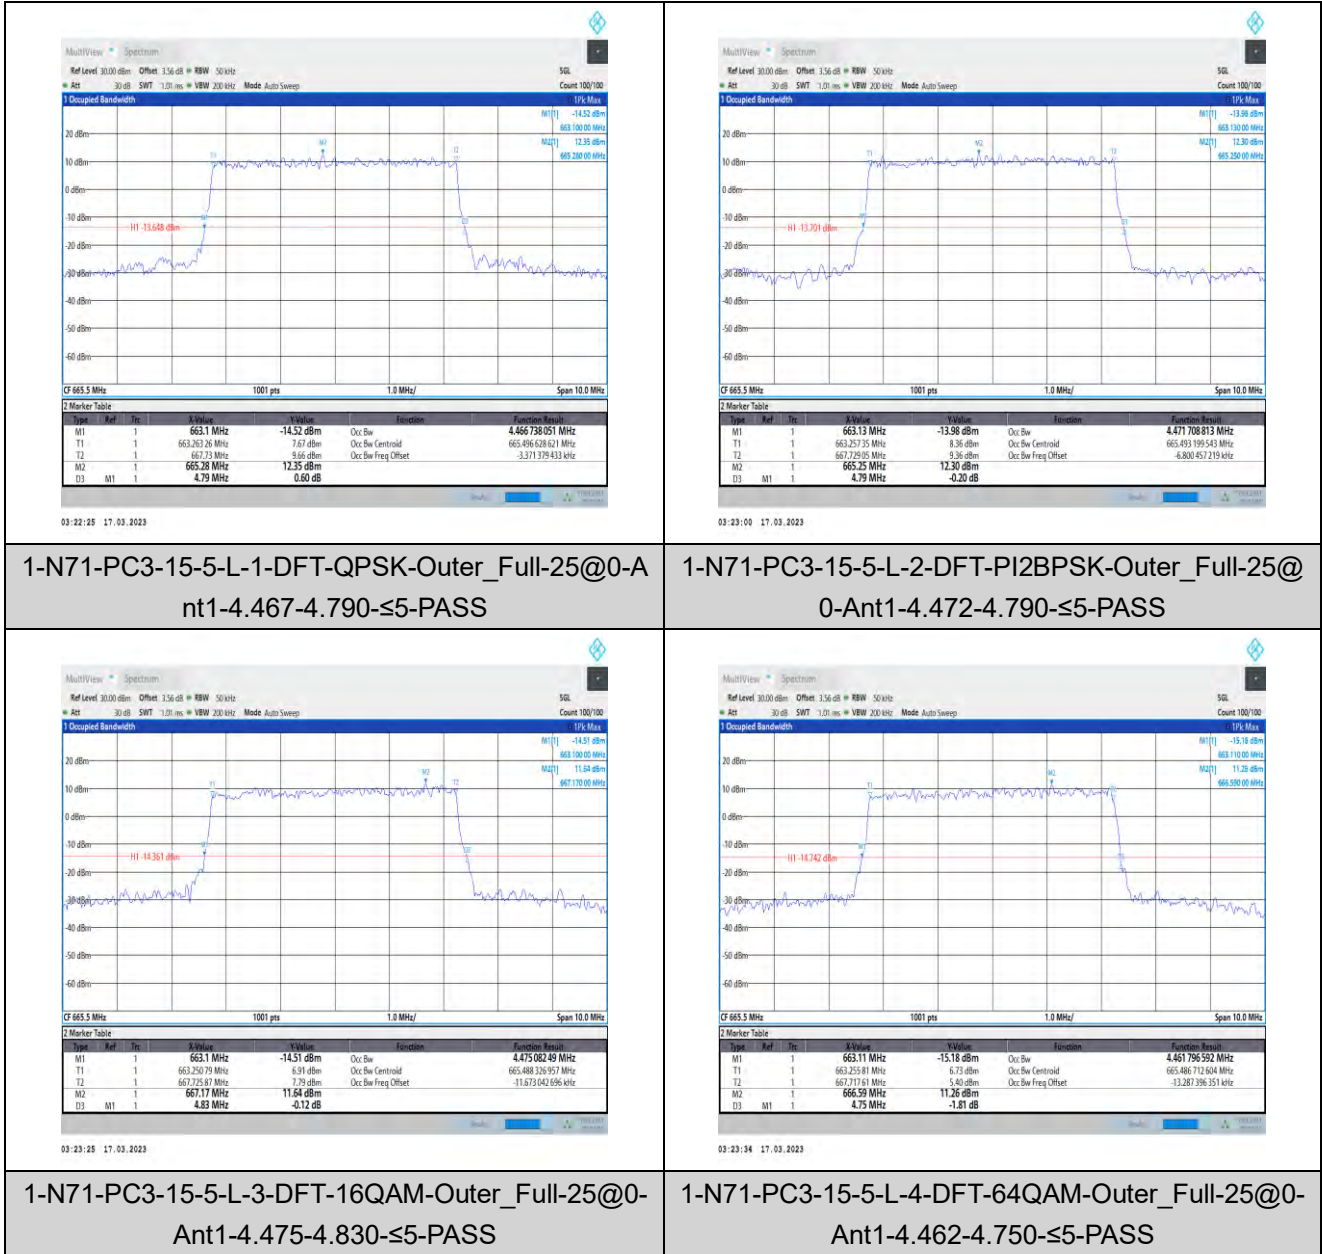 MultiView Spectrum
Ref Level 30.00 dBm Offset 3.56 dB RBW 50 kHz SGL
Att 30 dB SWT 1.01 ms VBW 200 kHz Mode Auto Sweep Count 100/100
1 Occupied Bandwidth 1Pk Max
M1[1] -14.52 dBm
663.100 00 MHz
M2[1] 12.35 dBm
665.280 00 MHz
20 dBm
10 dBm
0 dBm
-10 dBm
H1 -13.648 dBm
-20 dBm
-30 dBm
-40 dBm
-50 dBm
-60 dBm
M2
T1
T2
M1
D3
CF 665.5 MHz 1001 pts 1.0 MHz/ Span 10.0 MHz
2 Marker Table
Type Ref Trc X-Value Y-Value Function Function Result
M1 1 663.1 MHz -14.52 dBm Occ Bw 4.466 738 051 MHz
T1 1 663.263 26 MHz 7.67 dBm Occ Bw Centroid 665.496 628 621 MHz
T2 1 667.73 MHz 9.66 dBm Occ Bw Freq Offset -3.371 379 433 kHz
M2 1 665.28 MHz 12.35 dBm
D3 M1 1 4.79 MHz 0.60 dB
03:22:25 17.03.2023
1-N71-PC3-15-5-L-1-DFT-QPSK-Outer_Full-25@0-A
nt1-4.467-4.790-≤5-PASS
MultiView Spectrum
Ref Level 30.00 dBm Offset 3.56 dB RBW 50 kHz SGL
Att 30 dB SWT 1.01 ms VBW 200 kHz Mode Auto Sweep Count 100/100
1 Occupied Bandwidth 1Pk Max
M1[1] -13.98 dBm
663.130 00 MHz
M2[1] 12.30 dBm
665.250 00 MHz
20 dBm
10 dBm
0 dBm
-10 dBm
H1 -13.701 dBm
-20 dBm
-30 dBm
-40 dBm
-50 dBm
-60 dBm
M2
T1
T2
M1
D3
CF 665.5 MHz 1001 pts 1.0 MHz/ Span 10.0 MHz
2 Marker Table
Type Ref Trc X-Value Y-Value Function Function Result
M1 1 663.13 MHz -13.98 dBm Occ Bw 4.471 708 813 MHz
T1 1 663.257 35 MHz 8.36 dBm Occ Bw Centroid 665.493 199 543 MHz
T2 1 667.729 05 MHz 9.36 dBm Occ Bw Freq Offset -6.800 457 219 kHz
M2 1 665.25 MHz 12.30 dBm
D3 M1 1 4.79 MHz -0.20 dB
03:23:00 17.03.2023
1-N71-PC3-15-5-L-2-DFT-PI2BPSK-Outer_Full-25@
0-Ant1-4.472-4.790-≤5-PASS
MultiView Spectrum
Ref Level 30.00 dBm Offset 3.56 dB RBW 50 kHz SGL
Att 30 dB SWT 1.01 ms VBW 200 kHz Mode Auto Sweep Count 100/100
1 Occupied Bandwidth 1Pk Max
M1[1] -14.51 dBm
663.100 00 MHz
M2[1] 11.64 dBm
667.170 00 MHz
20 dBm
10 dBm
0 dBm
-10 dBm
H1 -14.361 dBm
-20 dBm
-30 dBm
-40 dBm
-50 dBm
-60 dBm
M2
T1
T2
M1
D3
CF 665.5 MHz 1001 pts 1.0 MHz/ Span 10.0 MHz
2 Marker Table
Type Ref Trc X-Value Y-Value Function Function Result
M1 1 663.1 MHz -14.51 dBm Occ Bw 4.475 082 49 MHz
T1 1 663.250 79 MHz 6.91 dBm Occ Bw Centroid 665.488 326 957 MHz
T2 1 667.725 87 MHz 7.79 dBm Occ Bw Freq Offset -11.673 042 696 kHz
M2 1 667.17 MHz 11.64 dBm
D3 M1 1 4.83 MHz -0.12 dB
03:23:25 17.03.2023
1-N71-PC3-15-5-L-3-DFT-16QAM-Outer_Full-25@0-
Ant1-4.475-4.830-≤5-PASS
MultiView Spectrum
Ref Level 30.00 dBm Offset 3.56 dB RBW 50 kHz SGL
Att 30 dB SWT 1.01 ms VBW 200 kHz Mode Auto Sweep Count 100/100
1 Occupied Bandwidth 1Pk Max
M1[1] -15.18 dBm
663.110 00 MHz
M2[1] 11.26 dBm
666.590 00 MHz
20 dBm
10 dBm
0 dBm
-10 dBm
H1 -14.742 dBm
-20 dBm
-30 dBm
-40 dBm
-50 dBm
-60 dBm
M2
T1
M1
CF 665.5 MHz 1001 pts 1.0 MHz/ Span 10.0 MHz
2 Marker Table
Type Ref Trc X-Value Y-Value Function Function Result
M1 1 663.11 MHz -15.18 dBm Occ Bw 4.461 796 592 MHz
T1 1 663.255 81 MHz 6.73 dBm Occ Bw Centroid 665.486 712 604 MHz
T2 1 667.717 61 MHz 5.40 dBm Occ Bw Freq Offset -13.287 396 351 kHz
M2 1 666.59 MHz 11.26 dBm
D3 M1 1 4.75 MHz -1.81 dB
03:23:34 17.03.2023
1-N71-PC3-15-5-L-4-DFT-64QAM-Outer_Full-25@0-
Ant1-4.462-4.750-≤5-PASS